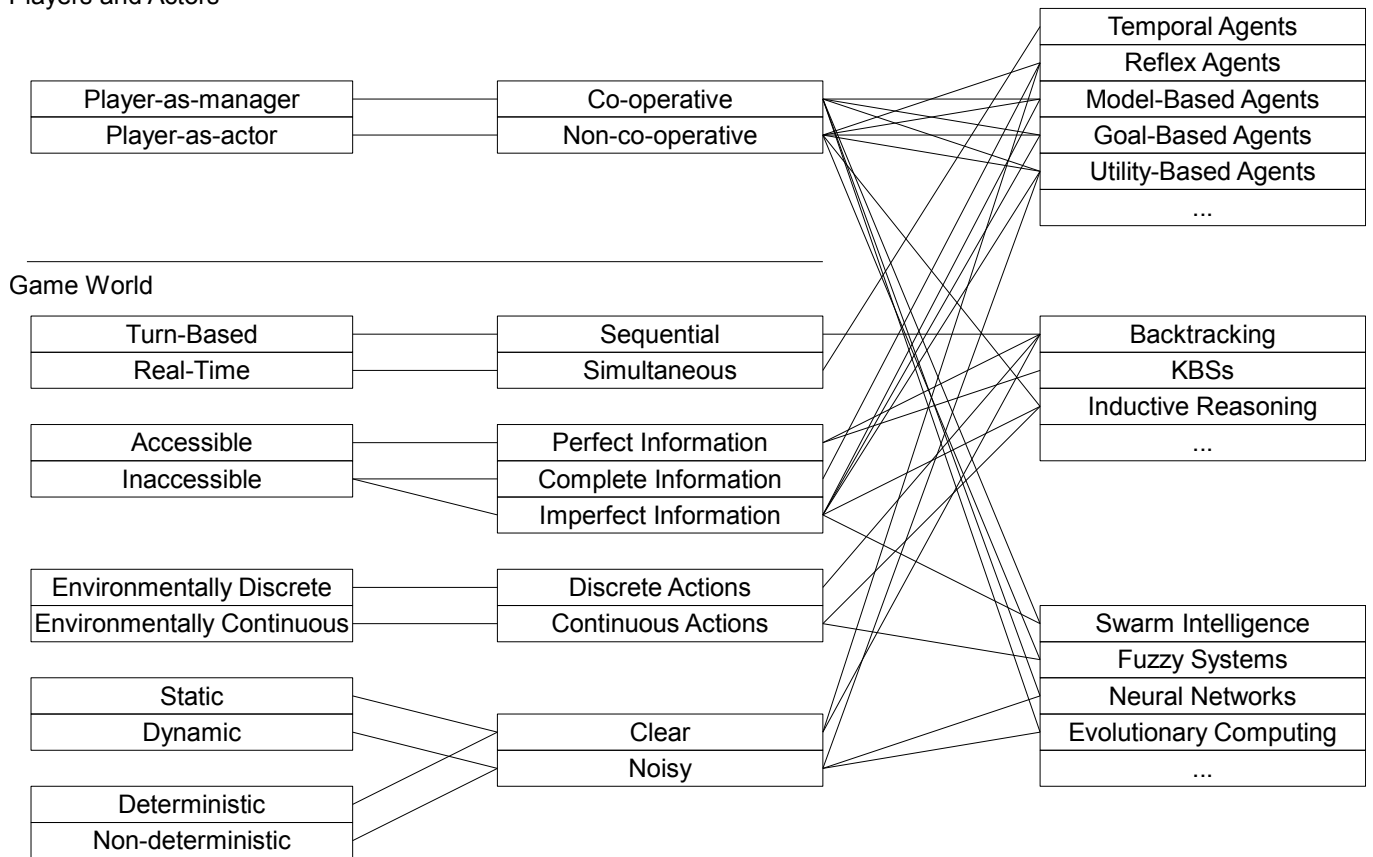 Players and Actors
Player-as-manager
Player-as-actor
Co-operative
Non-co-operative
Temporal Agents
Reflex Agents
Model-Based Agents
Goal-Based Agents
Utility-Based Agents
...
Game World
Turn-Based
Real-Time
Sequential
Simultaneous
Backtracking
KBSs
Inductive Reasoning
...
Accessible
Inaccessible
Perfect Information
Complete Information
Imperfect Information
Environmentally Discrete
Environmentally Continuous
Discrete Actions
Continuous Actions
Swarm Intelligence
Fuzzy Systems
Neural Networks
Evolutionary Computing
...
Static
Dynamic
Clear
Noisy
Deterministic
Non-deterministic